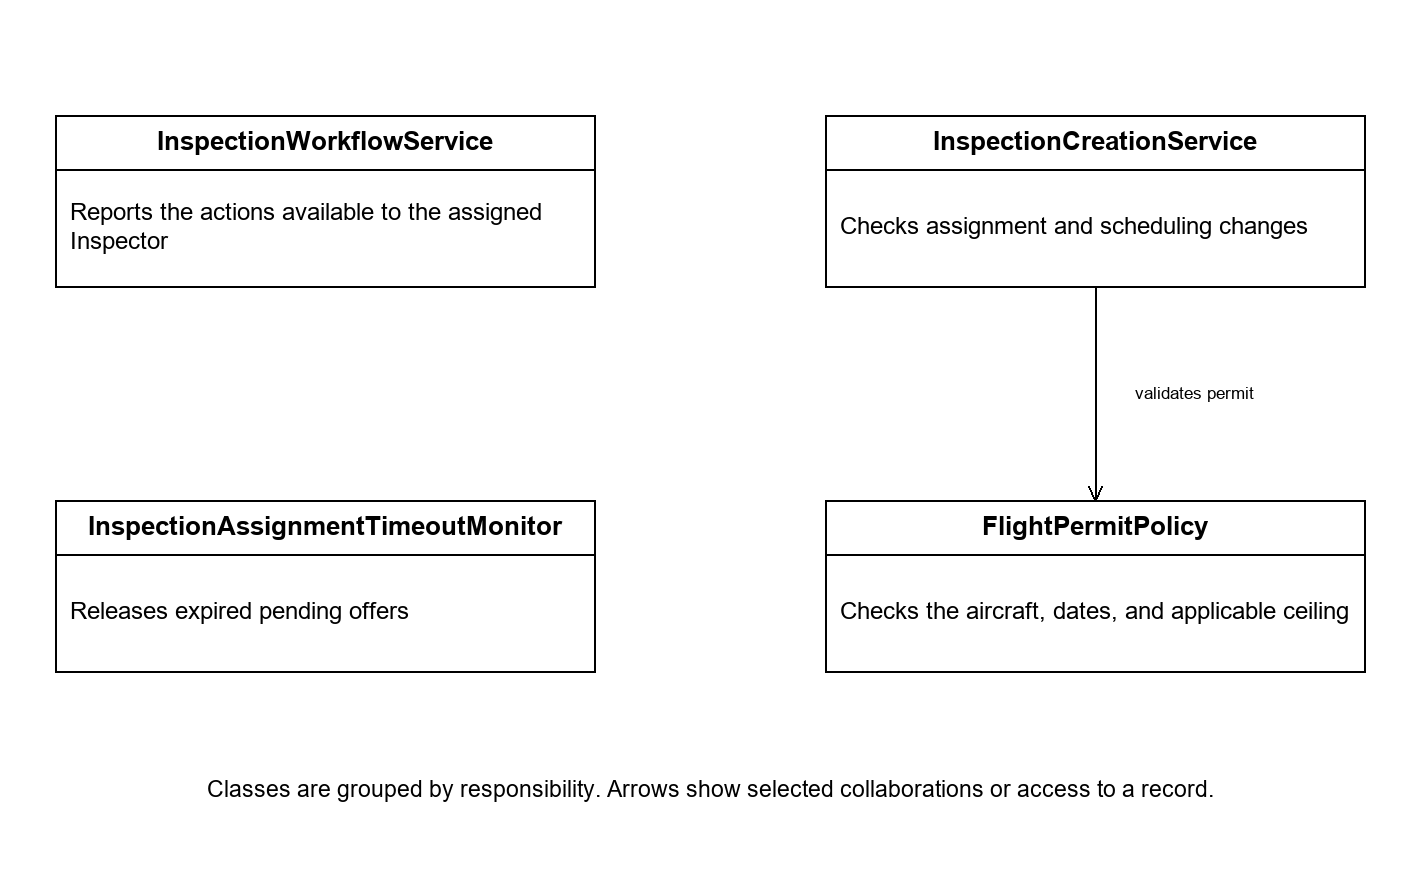 InspectionWorkflowService
Reports the actions available to the assigned
Inspector
InspectionCreationService
Checks assignment and scheduling changes
validates permit
InspectionAssignmentTimeoutMonitor
Releases expired pending offers
FlightPermitPolicy
Checks the aircraft, dates, and applicable ceiling
Classes are grouped by responsibility. Arrows show selected collaborations or access to a record.